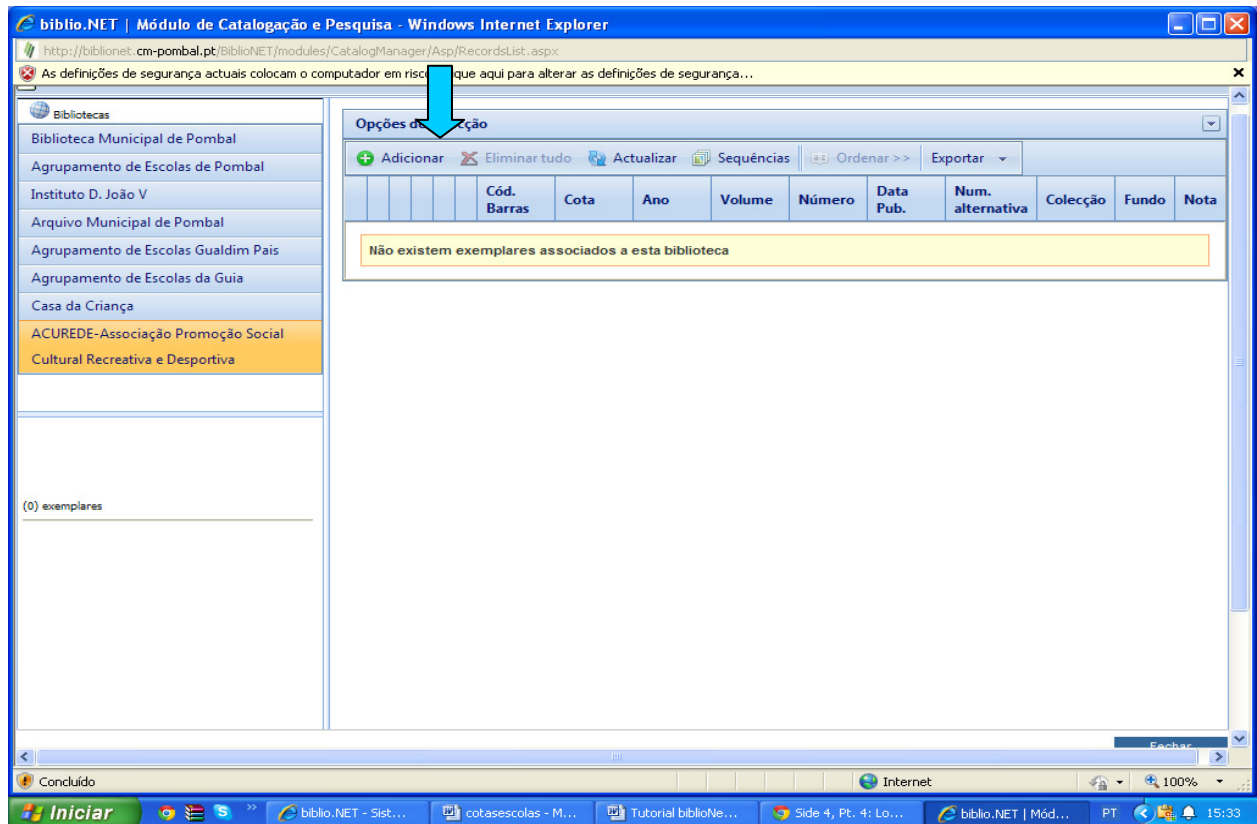 biblio.NET | Módulo de Catalogação e Pesquisa - Windows Internet Explorer
http://biblionet.cm-pombal.pt/BiblioNET/modules/CatalogManager/Asp/RecordsList.aspx
As definições de segurança actuais colocam o computador em que aqui para alterar as definições de segurança...
Bibliotecas
Biblioteca Municipal de Pombal
Agrupamento de Escolas de Pombal
Instituto D. João V
Arquivo Municipal de Pombal
Agrupamento de Escolas Gualdim Pais
Agrupamento de Escolas da Guia
Casa da Criança
ACUREDE-Associação Promoção Social
Cultural Recreativa e Desportiva
(0) exemplares
Opções
Adicionar Eliminar tudo Actualizar Sequências Ordenar >> Exportar
Cód. Barras Cota Ano Volume Número Data Pub. Num. alternativa Colecção Fundo Nota
Não existem exemplares associados a esta biblioteca
Fechar
Concluído Internet 100%
Iniciar biblio.NET - Sist... cotasescolas - M... Tutorial biblioNe... Side 4, Pt. 4: Lo... biblio.NET | Mód... PT 15:33